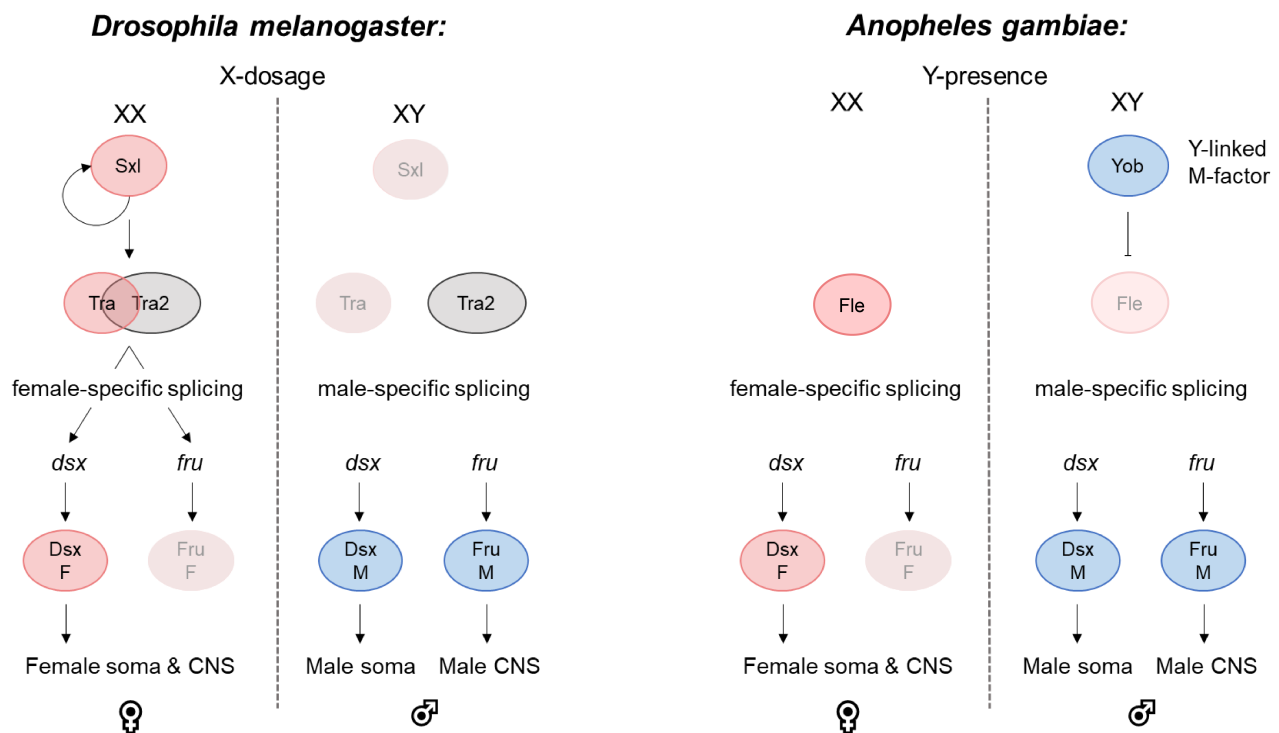 Drosophila melanogaster:
X-dosage
XX
XY
Sxl
Sxl
Tra
Tra2
Tra
Tra2
female-specific splicing
male-specific splicing
dsx
fru
dsx
fru
Dsx
F
Fru
F
Dsx
M
Fru
M
Female soma & CNS
Male soma
Male CNS
Anopheles gambiae:
Y-presence
XX
XY
Yob
Y-linked
M-factor
Fle
Fle
female-specific splicing
male-specific splicing
dsx
fru
dsx
fru
Dsx
F
Fru
F
Dsx
M
Fru
M
Female soma & CNS
Male soma
Male CNS